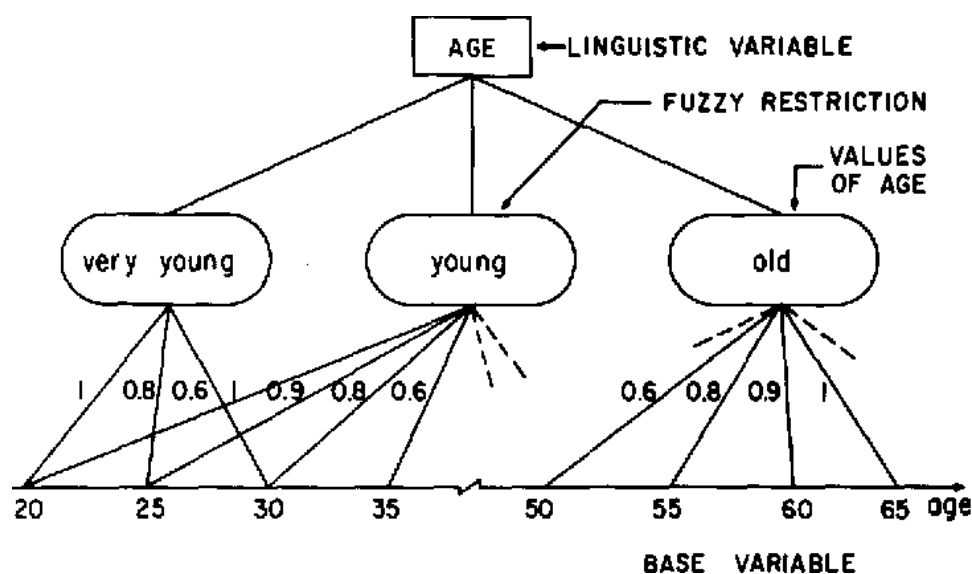 AGE
LINGUISTIC VARIABLE
FUZZY RESTRICTION
VALUES
OF AGE
very young
young
old
1 0.8 0.6 1 0.9 0.8 0.6 0.6 0.8 0.9 1
20 25 30 35 50 55 60 65 age
BASE VARIABLE